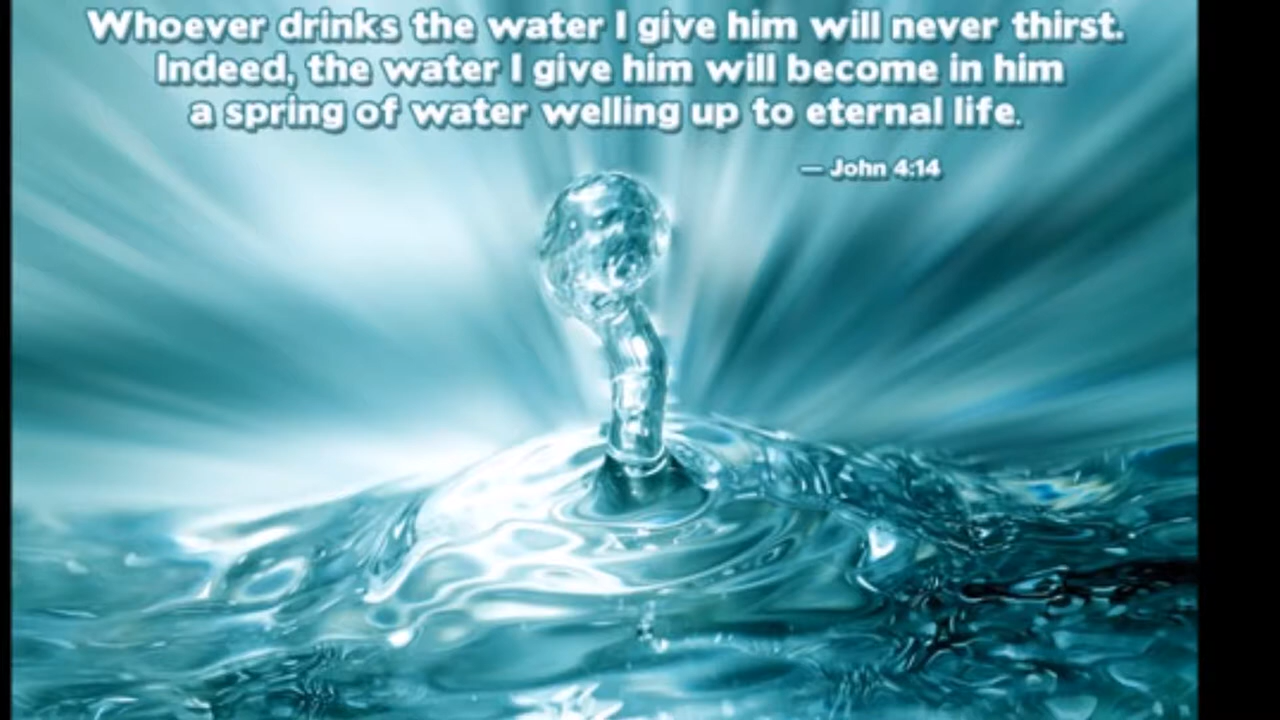 Whoever drinks the water I give him will never thirst.
Indeed, the water I give him will become in him
a spring of water welling up to eternal life.
— John 4:14